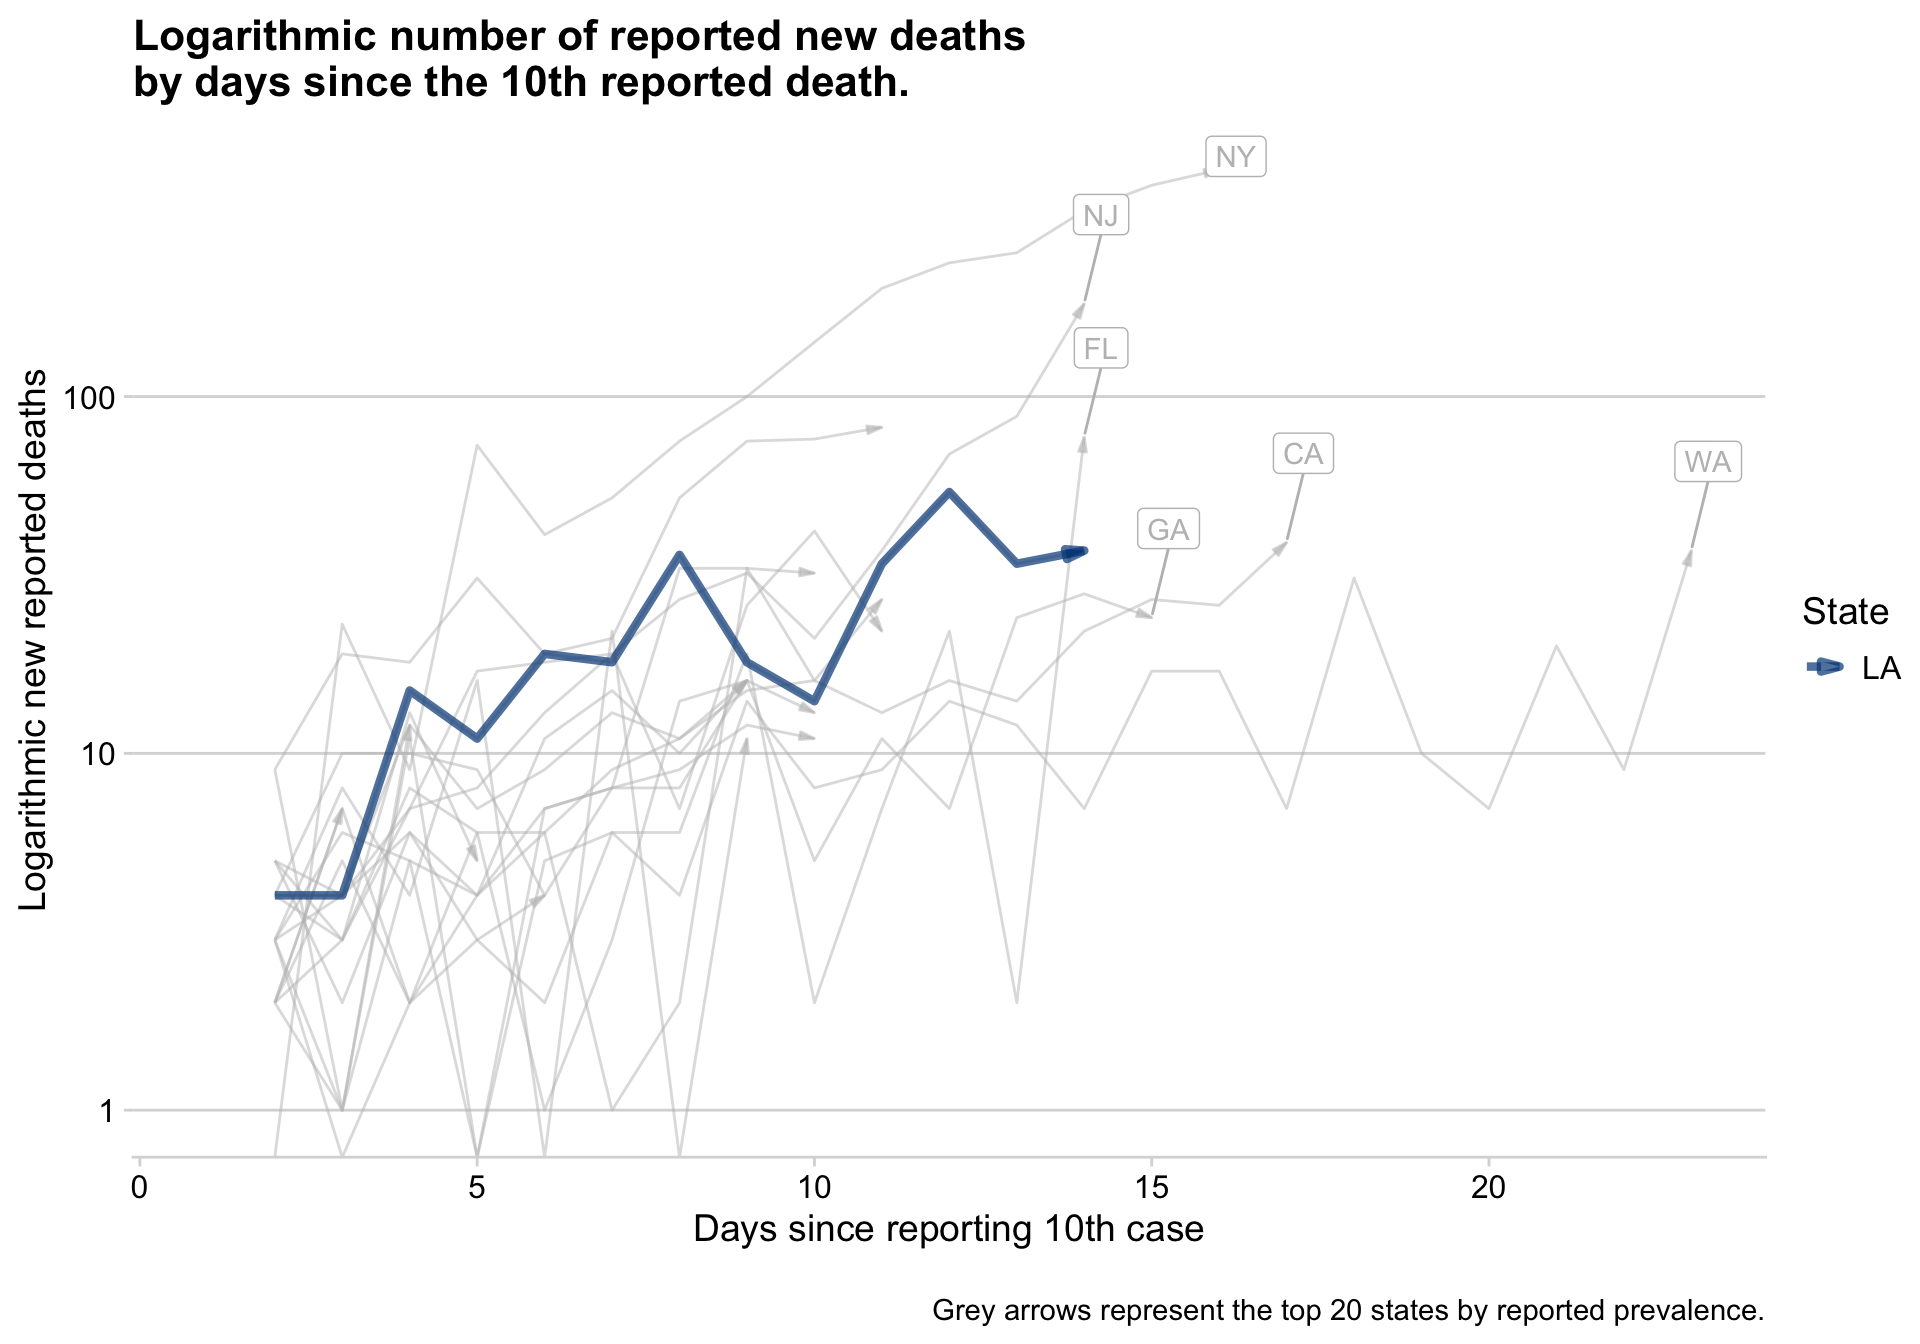 Logarithmic number of reported new deaths
by days since the 10th reported death.
NY
NJ
FL
CA
WA
GA
Logarithmic new reported deaths
100
10
1
State
LA
0 5 10 15 20
Days since reporting 10th case
Grey arrows represent the top 20 states by reported prevalence.